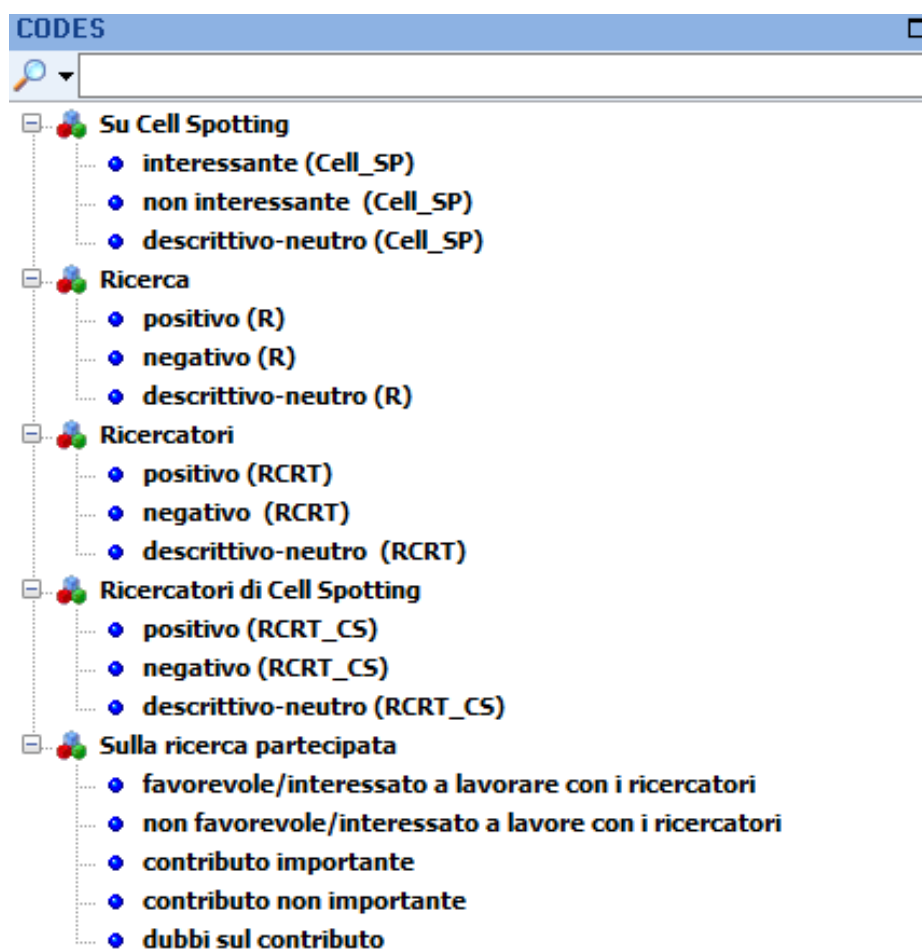 CODES
Su Cell Spotting
interessante (Cell_SP)
non interessante (Cell_SP)
descrittivo-neutro (Cell_SP)
Ricerca
positivo (R)
negativo (R)
descrittivo-neutro (R)
Ricercatori
positivo (RCRT)
negativo (RCRT)
descrittivo-neutro (RCRT)
Ricercatori di Cell Spotting
positivo (RCRT_CS)
negativo (RCRT_CS)
descrittivo-neutro (RCRT_CS)
Sulla ricerca partecipata
favorevole/interessato a lavorare con i ricercatori
non favorevole/interessato a lavore con i ricercatori
contributo importante
contributo non importante
dubbi sul contributo